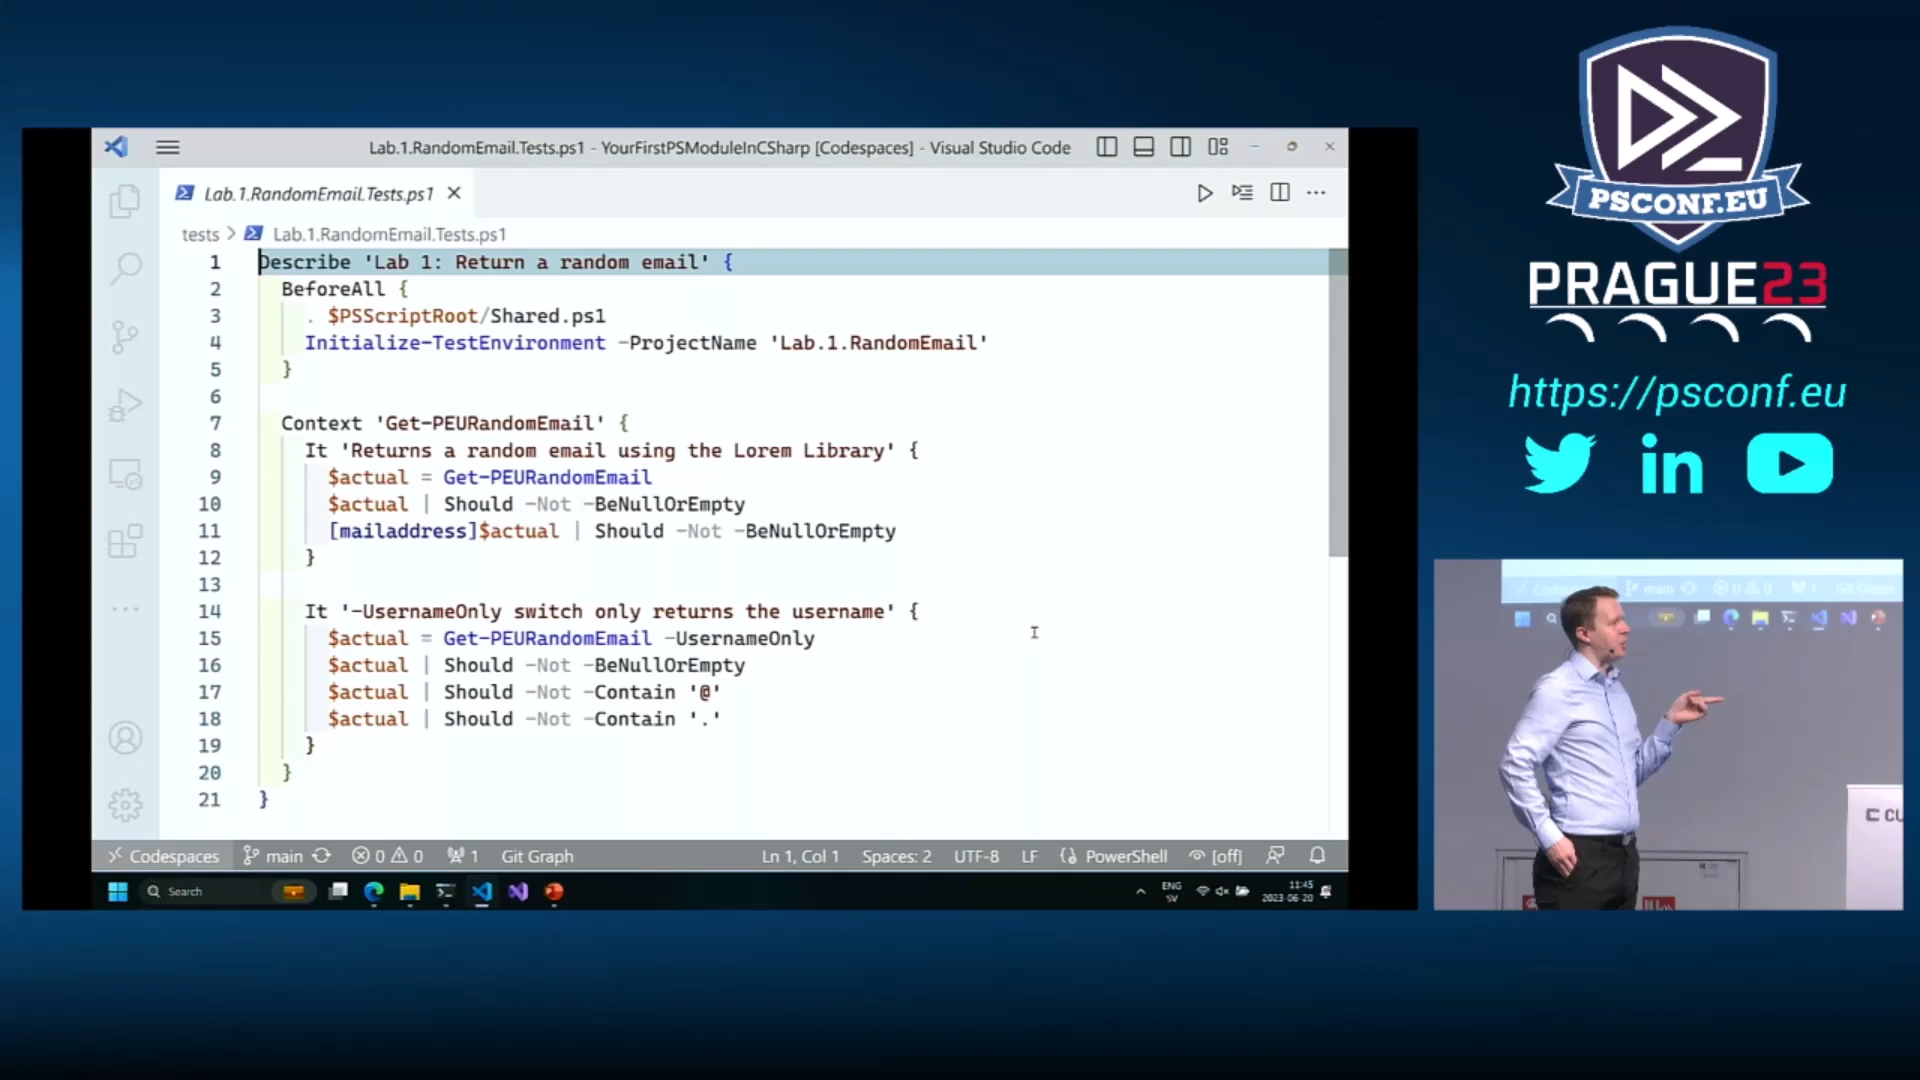 Lab.1.RandomEmail.Tests.ps1 - YourFirstPSModuleInCSharp [Codespaces] - Visual Studio Code
Lab.1.RandomEmail.Tests.ps1
tests > Lab.1.RandomEmail.Tests.ps1
1 Describe 'Lab 1: Return a random email' {
2 BeforeAll {
3 . $PSScriptRoot/Shared.ps1
4 Initialize-TestEnvironment -ProjectName 'Lab.1.RandomEmail'
5 }
6
7 Context 'Get-PEURandomEmail' {
8 It 'Returns a random email using the Lorem Library' {
9 $actual = Get-PEURandomEmail
10 $actual | Should -Not -BeNullOrEmpty
11 [mailaddress]$actual | Should -Not -BeNullOrEmpty
12 }
13
14 It '-UsernameOnly switch only returns the username' {
15 $actual = Get-PEURandomEmail -UsernameOnly
16 $actual | Should -Not -BeNullOrEmpty
17 $actual | Should -Not -Contain '@'
18 $actual | Should -Not -Contain '.'
19 }
20 }
21 }
Codespaces main 0 0 1 Git Graph Ln 1, Col 1 Spaces: 2 UTF-8 LF PowerShell [off]
Search
ENG
SV
11:45
2023-06-20
PSCONF.EU
PRAGUE23
https://psconf.eu
in
main 0 0 1 Git Graph
CU